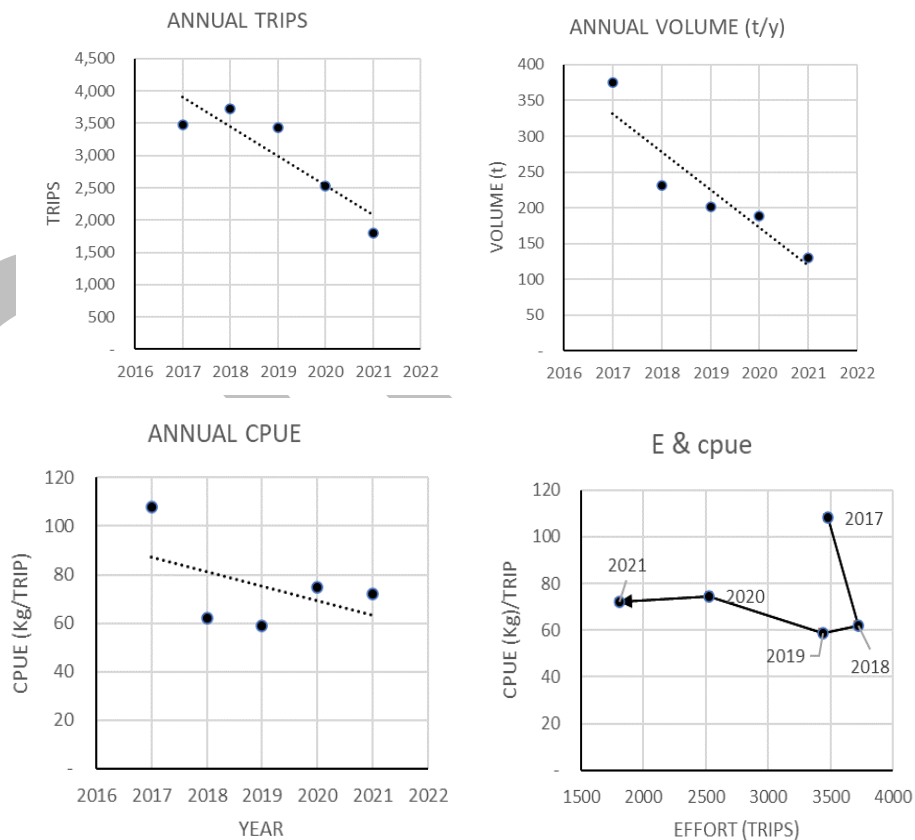 ANNUAL TRIPS
4,500
4,000
3,500
3,000
2,500
2,000
1,500
1,000
500
-
TRIPS
2016 2017 2018 2019 2020 2021 2022
ANNUAL VOLUME (t/y)
400
350
300
250
200
150
100
50
-
VOLUME (t)
2016 2017 2018 2019 2020 2021 2022
ANNUAL CPUE
120
100
80
60
40
20
-
CPUE (Kg/TRIP)
2016 2017 2018 2019 2020 2021 2022
YEAR
E & cpue
120
100
80
60
40
20
-
CPUE (Kg)/TRIP
2017
2021
2020
2019
2018
1500 2000 2500 3000 3500 4000
EFFORT (TRIPS)